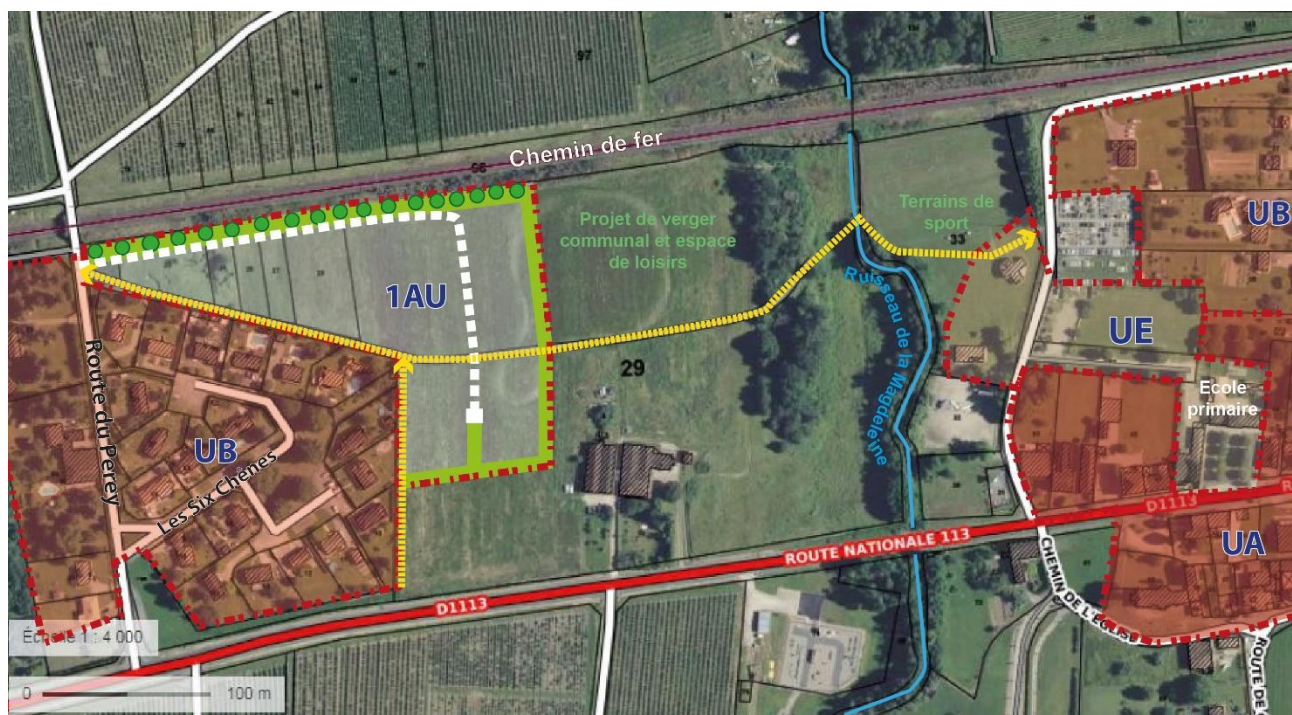 97
Chemin de fer
66
Projet de verger
communal et espace
de loisirs
Terrains de
sport
33
UB
1AU
Ruisseau de la Magdeleine
UE
Route du Perey
29
Ecole
primaire
UB
Les Six Chênes
D1113
ROUTE NATIONALE 113
D1113
UA
CHEMIN DE L'EGLISE
ROUTE DE
Échelle 1 : 4 000
0 100 m